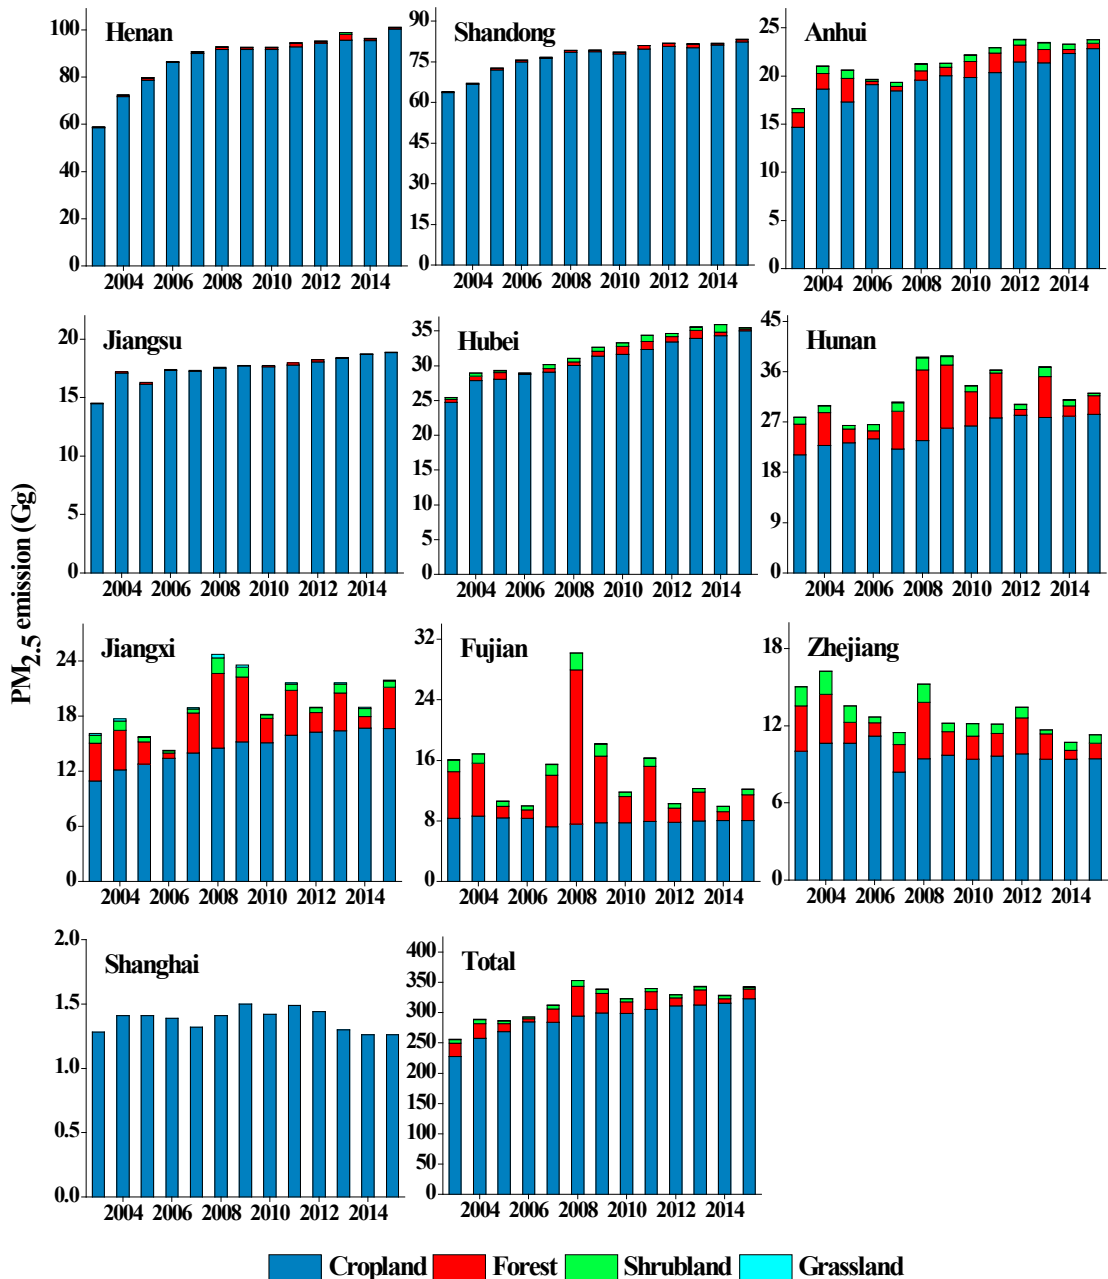 Henan
100
80
60
40
20
0
2004 2006 2008 2010 2012 2014
Shandong
90
75
60
45
30
15
0
2004 2006 2008 2010 2012 2014
Anhui
25
20
15
10
5
0
2004 2006 2008 2010 2012 2014
Jiangsu
20
15
10
5
0
2004 2006 2008 2010 2012 2014
Hubei
35
30
25
20
15
10
5
0
2004 2006 2008 2010 2012 2014
Hunan
45
36
27
18
9
0
2004 2006 2008 2010 2012 2014
PM2.5 emission (Gg)
Jiangxi
24
18
12
6
0
2004 2006 2008 2010 2012 2014
Fujian
32
24
16
8
0
2004 2006 2008 2010 2012 2014
Zhejiang
18
12
6
0
2004 2006 2008 2010 2012 2014
Shanghai
2.0
1.5
1.0
0.5
0.0
2004 2006 2008 2010 2012 2014
Total
400
350
300
250
200
150
100
50
0
2004 2006 2008 2010 2012 2014
Cropland Forest Shrubland Grassland